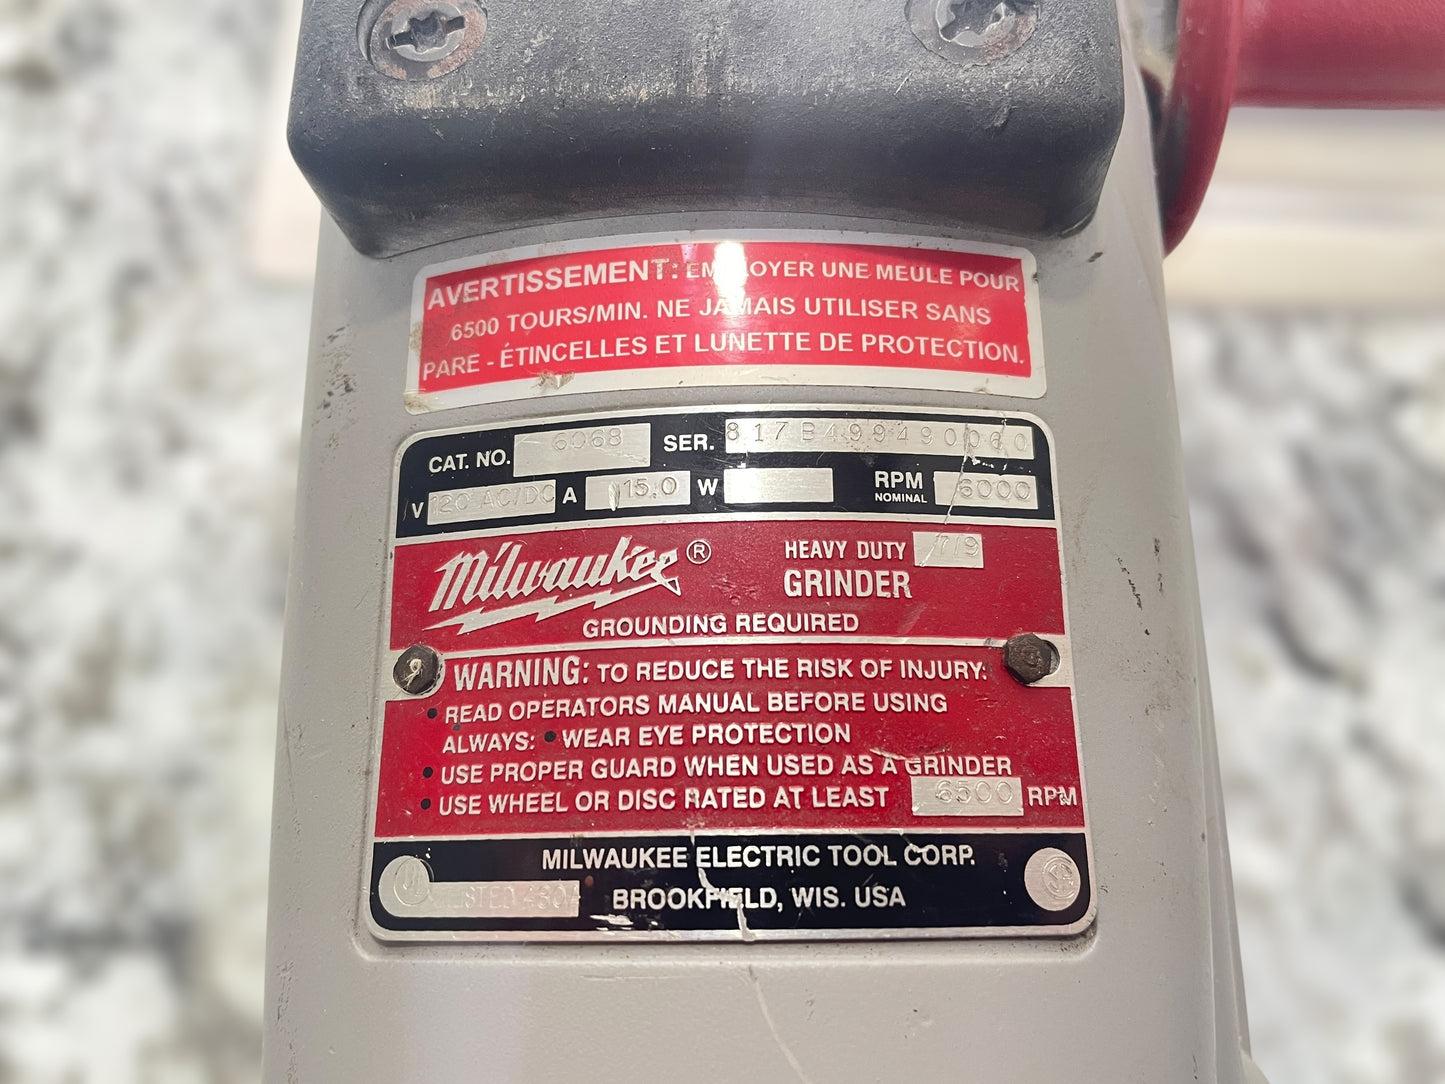 AVERTISSEMENT: EMPLOYER UNE MEULE POUR
6500 TOURS/MIN. NE JAMAIS UTILISER SANS
PARE - ÉTINCELLES ET LUNETTE DE PROTECTION.
CAT. NO. 6068 SER. 817B499490060
V 120 AC/DC A 15.0 W RPM NOMINAL 6000
Milwaukee ® HEAVY DUTY 7/9
GRINDER
GROUNDING REQUIRED
WARNING: TO REDUCE THE RISK OF INJURY:
• READ OPERATORS MANUAL BEFORE USING
ALWAYS: • WEAR EYE PROTECTION
• USE PROPER GUARD WHEN USED AS A GRINDER
• USE WHEEL OR DISC RATED AT LEAST 6500 RPM
MILWAUKEE ELECTRIC TOOL CORP.
BROOKFIELD, WIS. USA